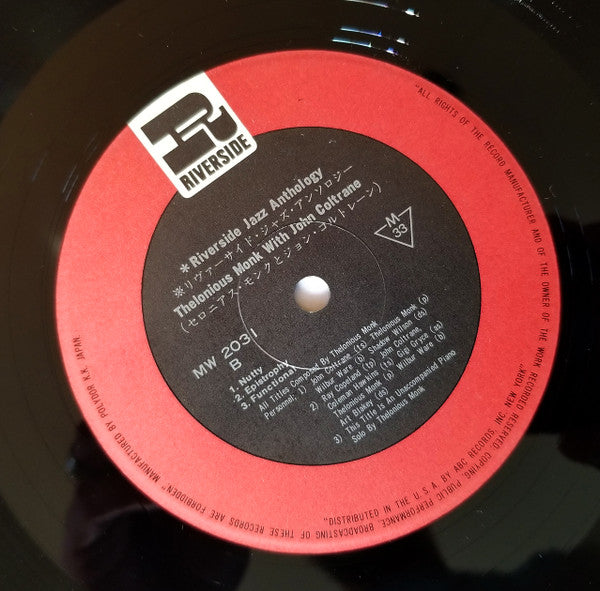 RIVERSIDE
*Riverside Jazz Anthology
※リヴァーサイド・ジャズ・アンソロジー
Thelonious Monk With John Coltrane
(セロニアス・モンクとジョン・コルトレーン)
M
33
MW 2031
B
1. Nutty
2. Epistrophy
3. Functional
All Titles Composed By Thelonious Monk
Personnel: 1) John Coltrane (ts) Thelonious Monk (p)
Wilbur Ware (b) Shadow Wilson (ds)
2) Ray Copeland (tp) John Coltrane,
Coleman Hawkins (ts) Gigi Gryce (as)
Thelonious Monk (p) Wilbur Ware (b)
Art Blakey (ds)
3) This Title Is An Unaccompanied Piano
Solo By Thelonious Monk
"ALL RIGHTS OF THE RECORD MANUFACTURER AND OF THE OWNER OF THE WORK RECORDED RESERVED. COPYING, PUBLIC PERFORMANCE, BROADCASTING OF THESE RECORDS ARE FORBIDDEN" MANUFACTURED BY POLYDOR K.K. JAPAN.
"DISTRIBUTED IN THE U.S.A. BY ABC RECORDS, INC. NEW YORK"